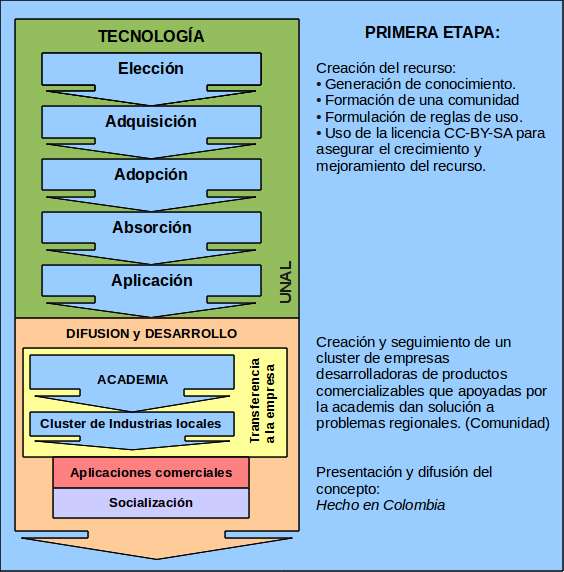 TECNOLOGÍA
Elección
Adquisición
Adopción
Absorción
Aplicación
UNAL
DIFUSION y DESARROLLO
ACADEMIA
Cluster de Industrias locales
Transferencia
a la empresa
Aplicaciones comerciales
Socialización
PRIMERA ETAPA:
Creación del recurso:
• Generación de conocimiento.
• Formación de una comunidad
• Formulación de reglas de uso.
• Uso de la licencia CC-BY-SA para
asegurar el crecimiento y
mejoramiento del recurso.
Creación y seguimiento de un
cluster de empresas
desarrolladoras de productos
comercializables que apoyadas por
la academis dan solución a
problemas regionales. (Comunidad)
Presentación y difusión del
concepto:
Hecho en Colombia